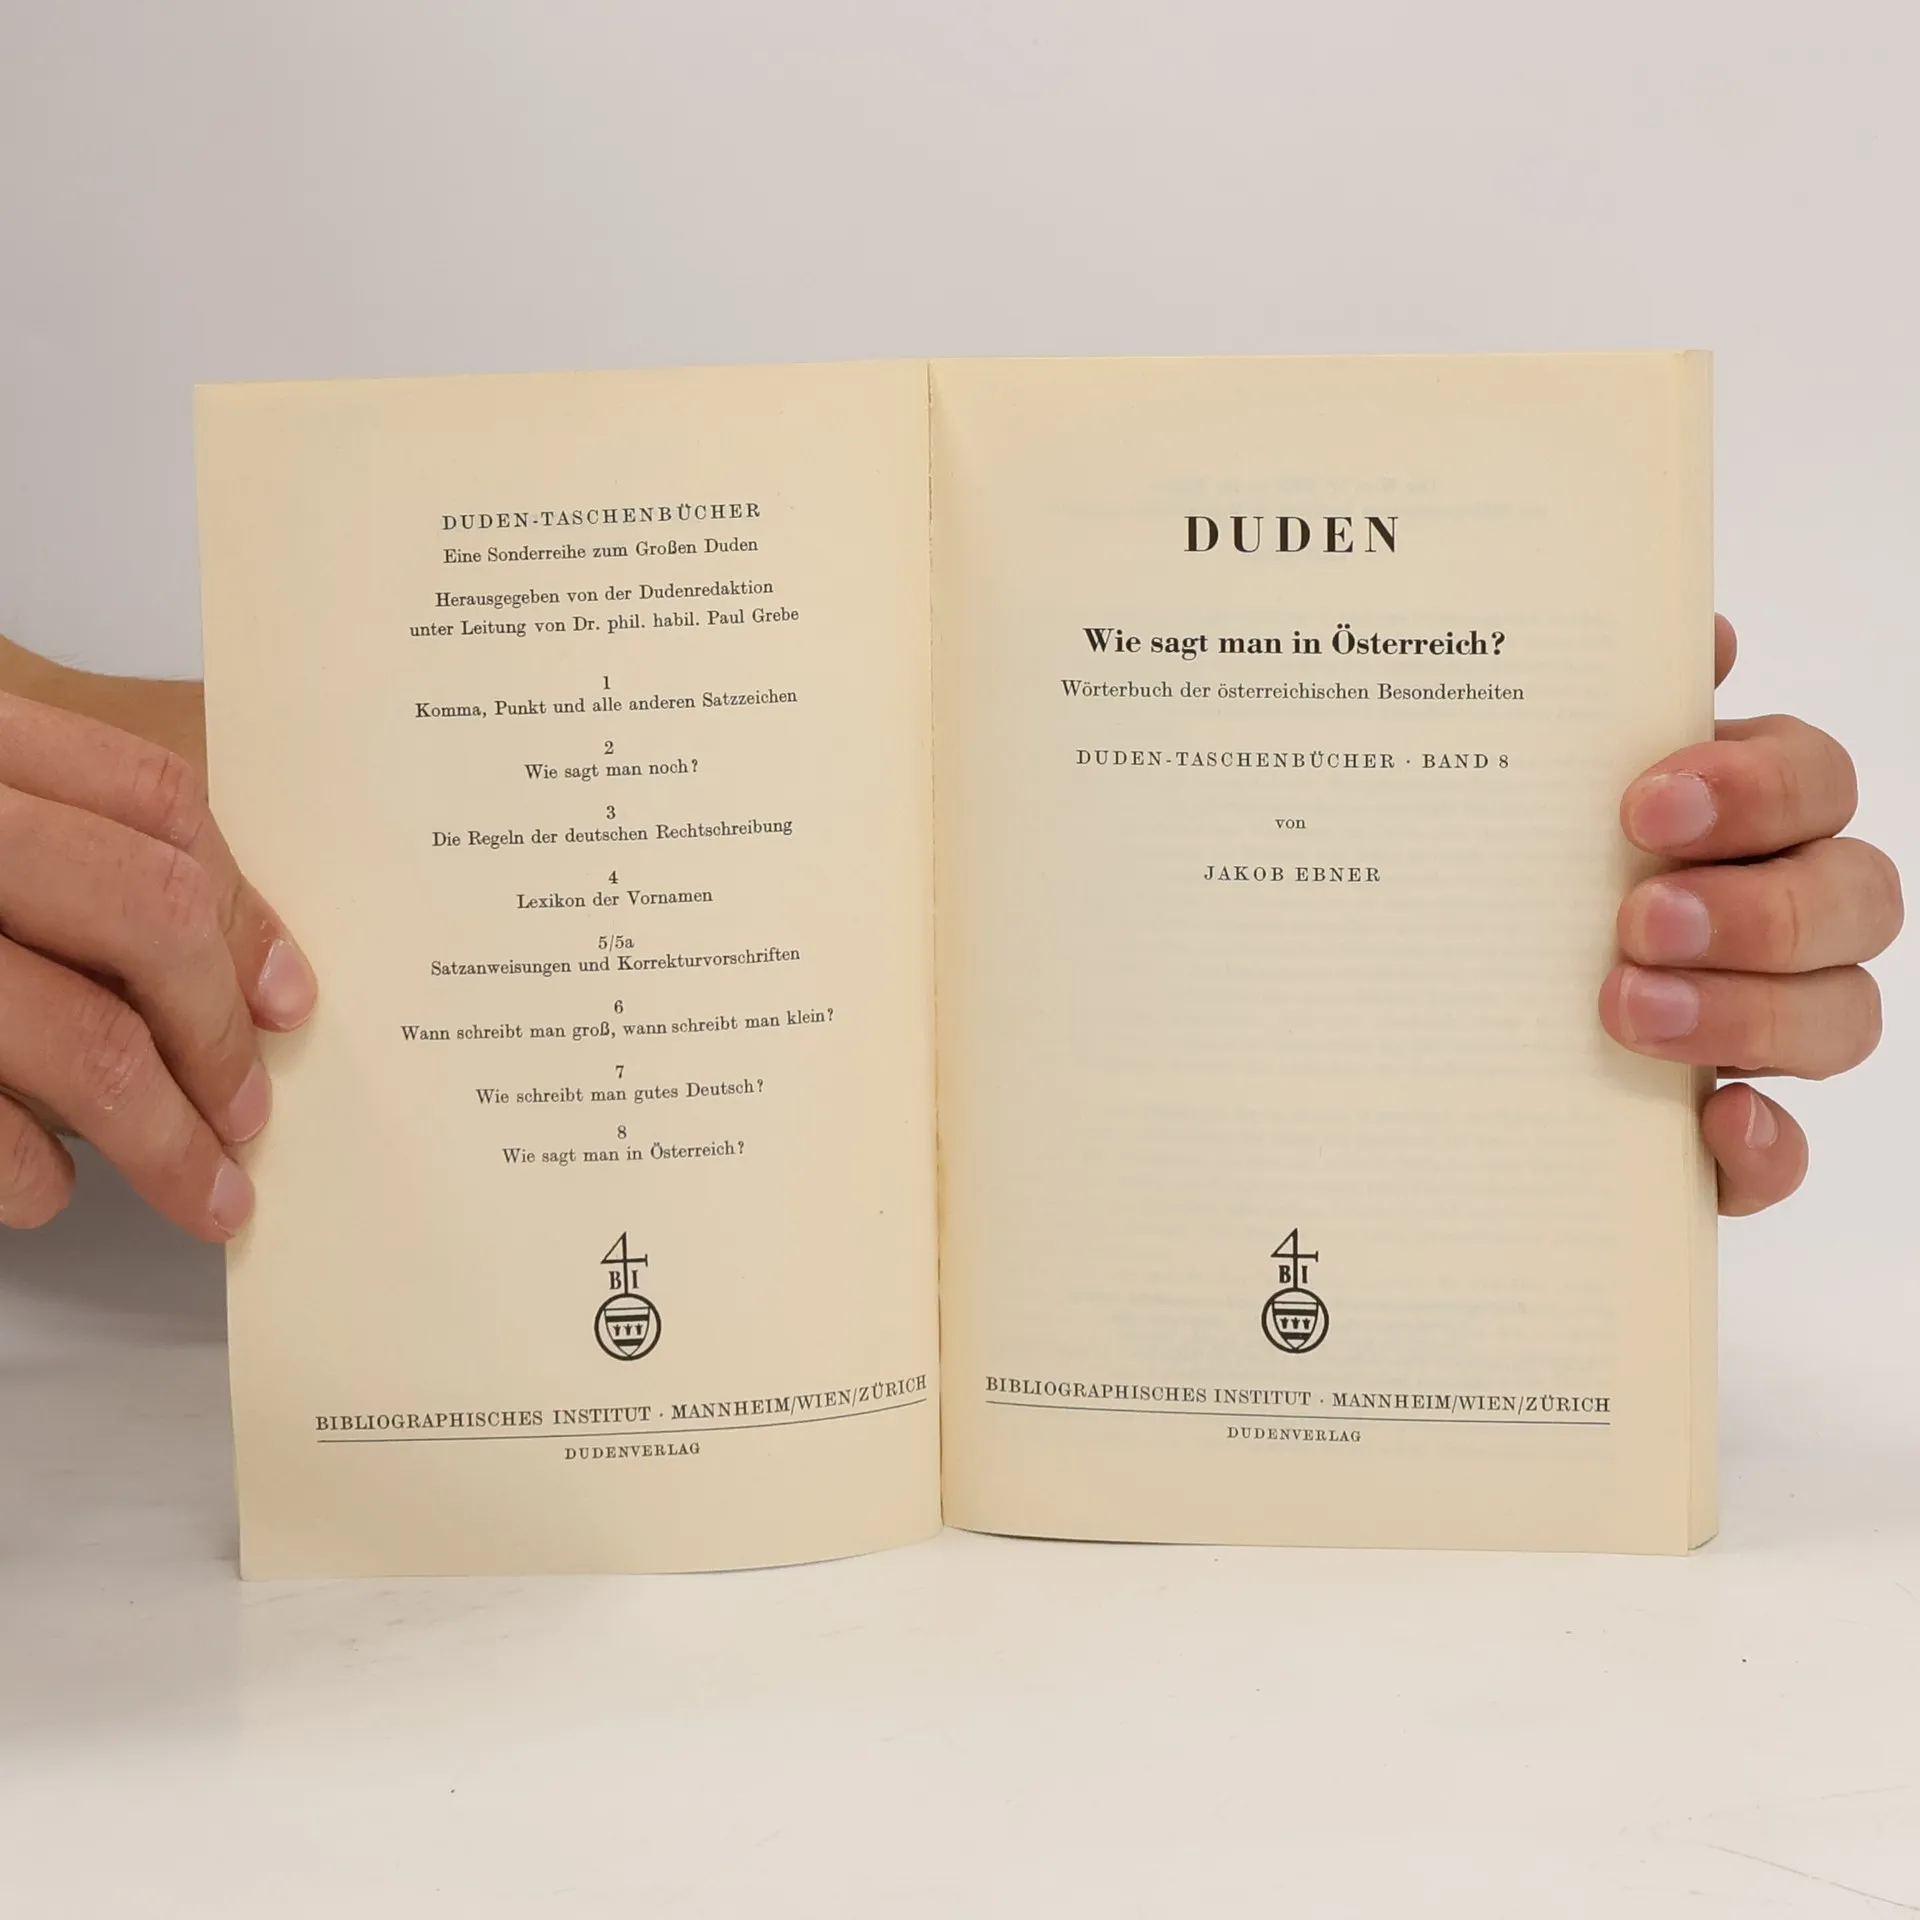 DUDEN-TASCHENBÜCHER
Eine Sonderreihe zum Großen Duden
Herausgegeben von der Dudenredaktion
unter Leitung von Dr. phil. habil. Paul Grebe
1
Komma, Punkt und alle anderen Satzzeichen
2
Wie sagt man noch?
3
Die Regeln der deutschen Rechtschreibung
4
Lexikon der Vornamen
5/5a
Satzanweisungen und Korrekturvorschriften
6
Wann schreibt man groß, wann schreibt man klein?
7
Wie schreibt man gutes Deutsch?
8
Wie sagt man in Österreich?
B I
BIBLIOGRAPHISCHES INSTITUT · MANNHEIM/WIEN/ZÜRICH
DUDENVERLAG
DUDEN
Wie sagt man in Österreich?
Wörterbuch der österreichischen Besonderheiten
DUDEN-TASCHENBÜCHER · BAND 8
von
JAKOB EBNER
B I
BIBLIOGRAPHISCHES INSTITUT · MANNHEIM/WIEN/ZÜRICH
DUDENVERLAG